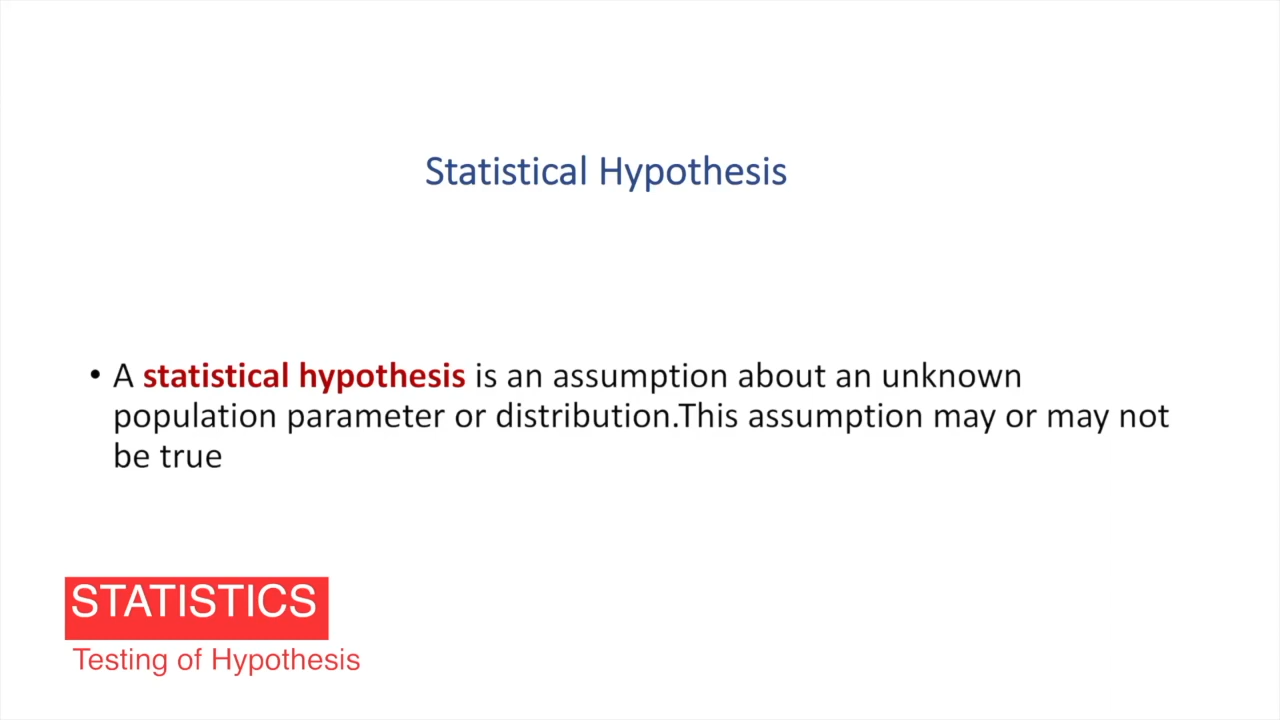 Statistical Hypothesis
• A statistical hypothesis is an assumption about an unknown
population parameter or distribution.This assumption may or may not
be true
STATISTICS
Testing of Hypothesis